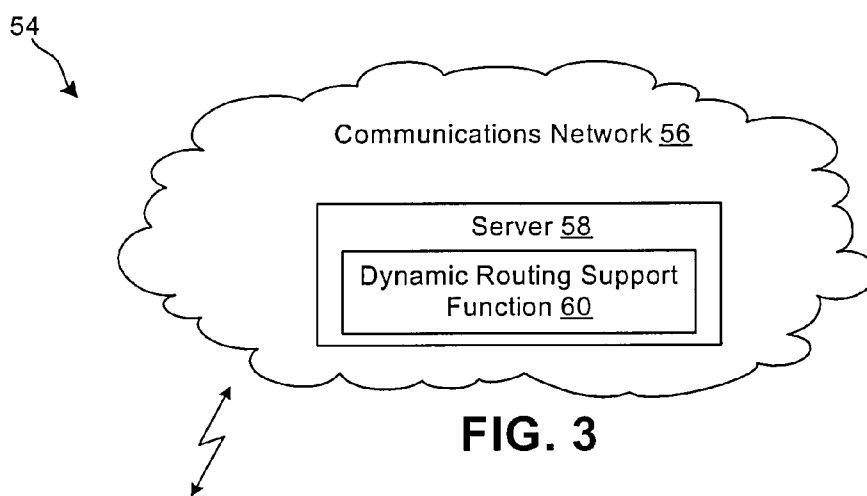 54
Communications Network 56
Server 58
Dynamic Routing Support
Function 60
FIG. 3